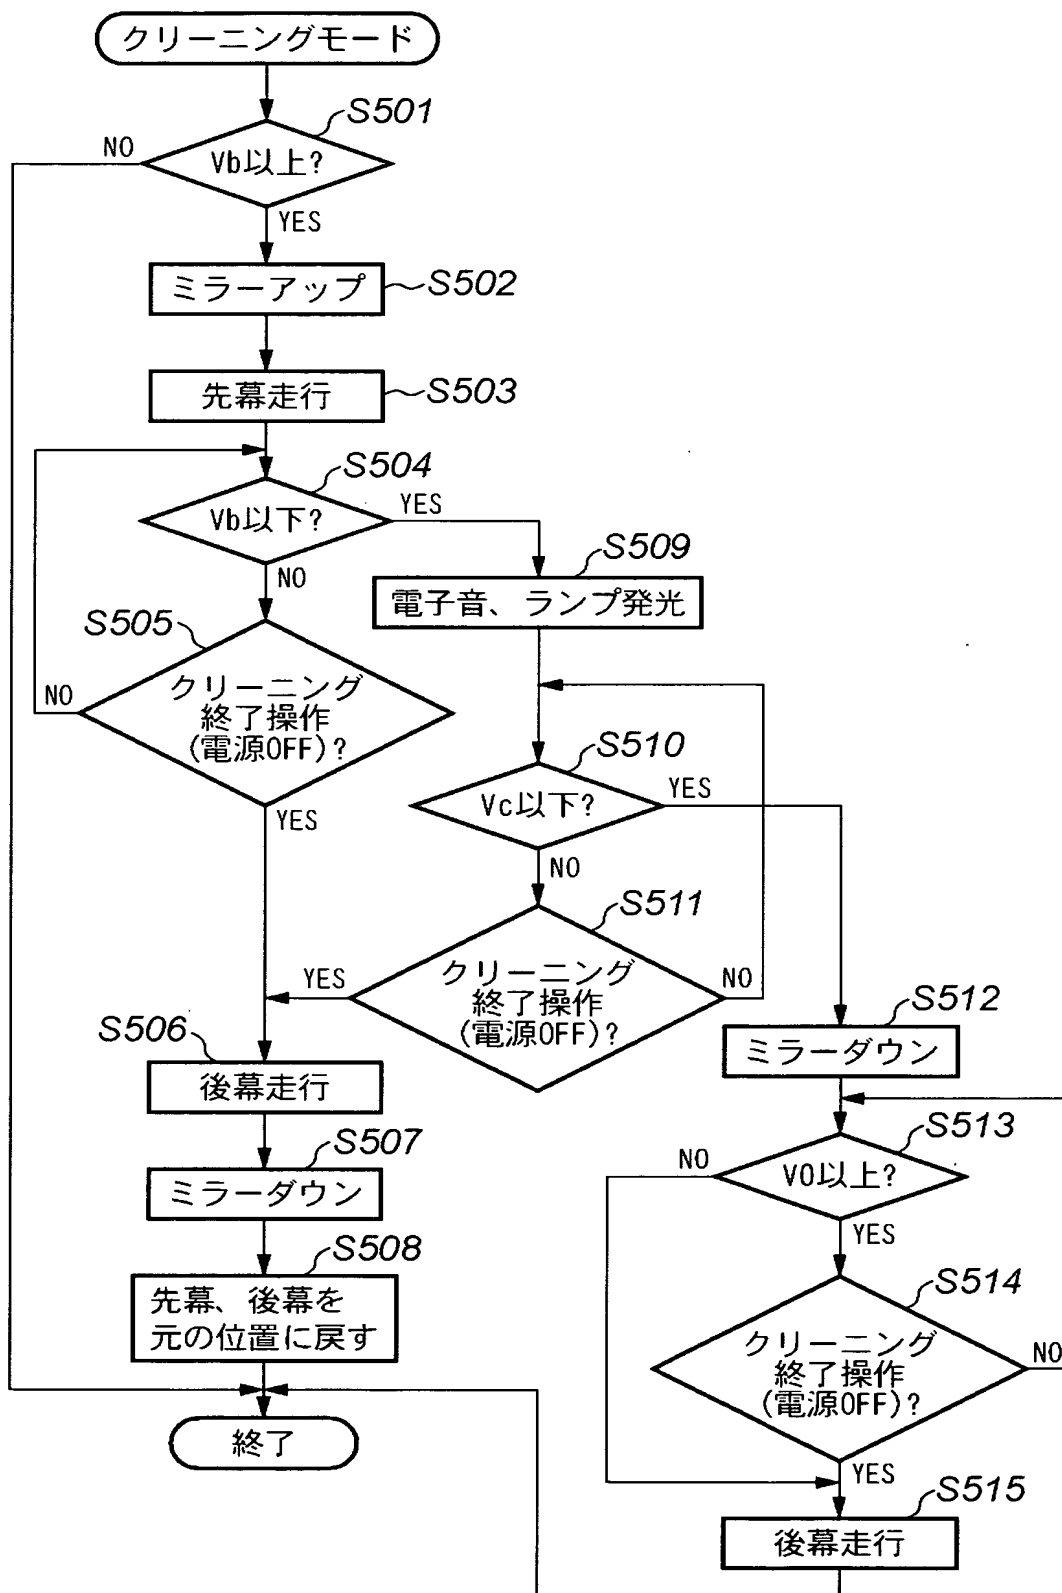 クリーニングモード
S501
Vb以上?
NO
YES
ミラーアップ
S502
先幕走行
S503
S504
Vb以下?
YES
NO
S509
電子音、ランプ発光
S505
クリーニング
終了操作
(電源OFF)?
NO
YES
S510
Vc以下?
YES
NO
S511
クリーニング
終了操作
(電源OFF)?
YES
NO
S506
後幕走行
S512
ミラーダウン
S507
ミラーダウン
S513
V0以上?
NO
YES
S508
先幕、後幕を
元の位置に戻す
S514
クリーニング
終了操作
(電源OFF)?
NO
YES
終了
S515
後幕走行